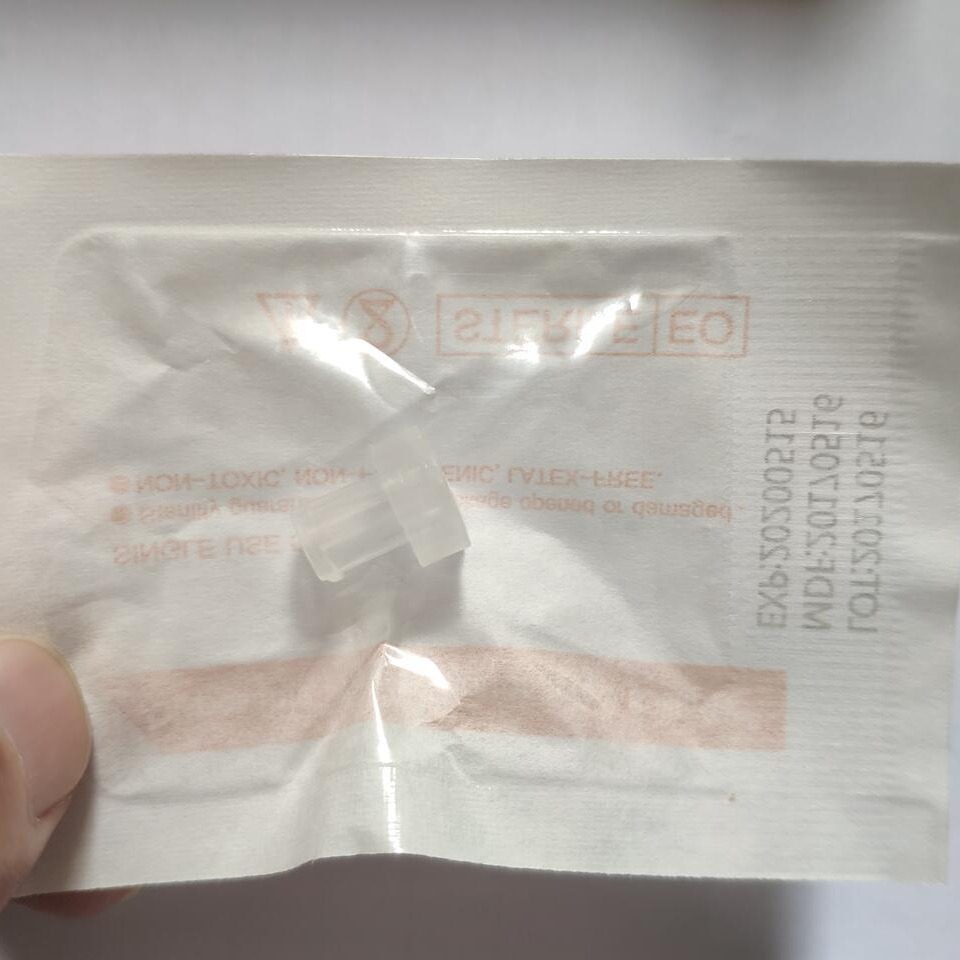 STERILE EO
NON-TOXIC, NON ENIC, LATEX-FREE.
Sterility opened or damaged.
SINGLE USE
EXP:20200515
MDF:20170516
LOT:20170516